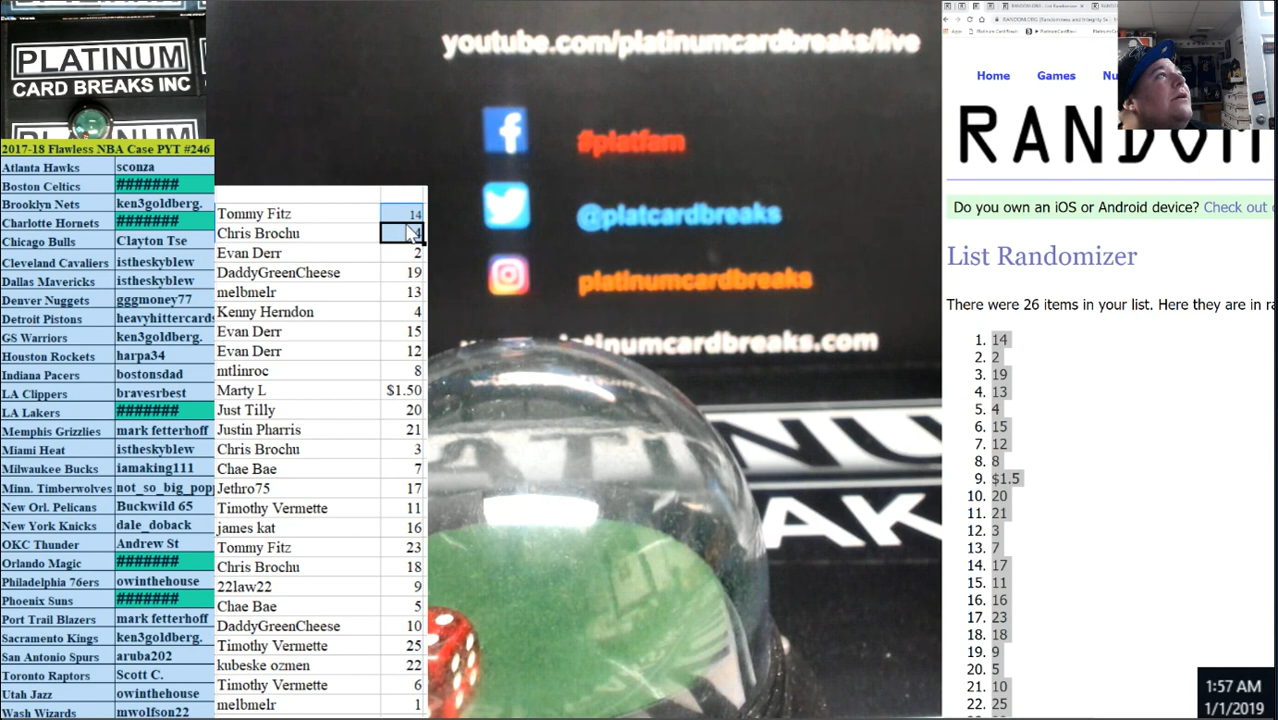 PLATINUM
CARD BREAKS INC
PLATINUM
2017-18 Flawless NBA Case PYT #246
Atlanta Hawks sconza
Boston Celtics #######
Brooklyn Nets ken3goldberg.
Charlotte Hornets #######
Chicago Bulls Clayton Tse
Cleveland Cavaliers istheskyblew
Dallas Mavericks istheskyblew
Denver Nuggets gggmoney77
Detroit Pistons heavyhittercards
GS Warriors ken3goldberg.
Houston Rockets harpa34
Indiana Pacers bostonsdad
LA Clippers bravesrbest
LA Lakers #######
Memphis Grizzlies mark fetterhoff
Miami Heat istheskyblew
Milwaukee Bucks iamaking111
Minn. Timberwolves not_so_big_pop
New Orl. Pelicans Buckwild 65
New York Knicks dale_doback
OKC Thunder Andrew St
Orlando Magic #######
Philadelphia 76ers owinthehouse
Phoenix Suns #######
Port Trail Blazers mark fetterhoff
Sacramento Kings ken3goldberg.
San Antonio Spurs aruba202
Toronto Raptors Scott C.
Utah Jazz owinthehouse
Wash Wizards mwolfson22
Tommy Fitz 14
Chris Brochu
Evan Derr 2
DaddyGreenCheese 19
melbmelr 13
Kenny Herndon 4
Evan Derr 15
Evan Derr 12
mtlinroc 8
Marty L $1.50
Just Tilly 20
Justin Pharris 21
Chris Brochu 3
Chae Bae 7
Jethro75 17
Timothy Vermette 11
james kat 16
Tommy Fitz 23
Chris Brochu 18
22law22 9
Chae Bae 5
DaddyGreenCheese 10
Timothy Vermette 25
kubeske ozmen 22
Timothy Vermette 6
melbmelr 1
youtube.com/platinumcardbreaks/live
#platfam
@platcardbreaks
platinumcardbreaks
tinumcardbreaks.com
Home Games Nu
RANDOM
Do you own an iOS or Android device? Check out
List Randomizer
There were 26 items in your list. Here they are in ra
1. 14
2. 2
3. 19
4. 13
5. 4
6. 15
7. 12
8. 8
9. $1.5
10. 20
11. 21
12. 3
13. 7
14. 17
15. 11
16. 16
17. 23
18. 18
19. 9
20. 5
21. 10
22. 25
1:57 AM
1/1/2019